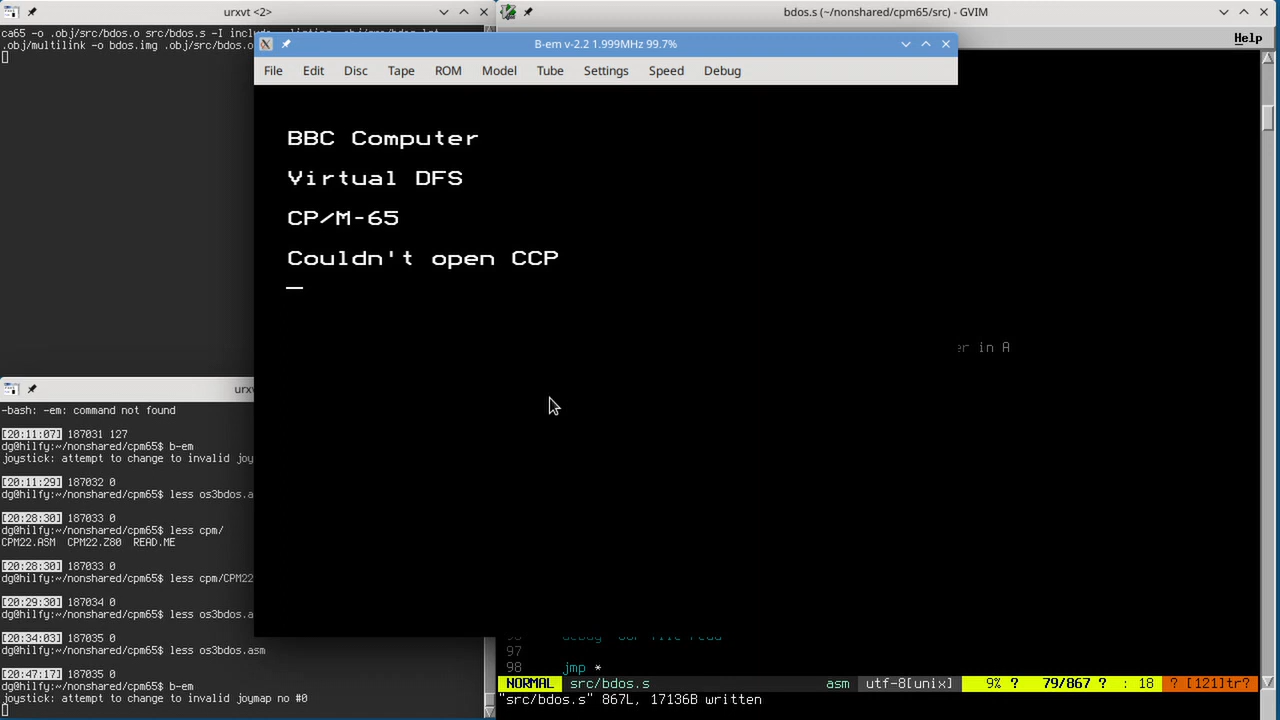 urxvt <2>
bdos.s (~/nonshared/cpm65/src) - GVIM
ca65 -o .obj/src/bdos.o src/bdos.s -I include
.obj/multilink -o bdos.img .obj/src/bdos.o
Help
B-em v-2.2 1.999MHz 99.7%
File Edit Disc Tape ROM Model Tube Settings Speed Debug
BBC Computer
Virtual DFS
CP/M-65
Couldn't open CCP
er in A
-bash: -em: command not found
[20:11:07] 187031 127
dg@hilfy:~/nonshared/cpm65$ b-em
joystick: attempt to change to invalid joy
[20:11:29] 187032 0
dg@hilfy:~/nonshared/cpm65$ less os3bdos.a
[20:28:30] 187033 0
dg@hilfy:~/nonshared/cpm65$ less cpm/
CPM22.ASM CPM22.Z80 READ.ME
[20:28:30] 187033 0
dg@hilfy:~/nonshared/cpm65$ less cpm/CPM22
[20:29:30] 187034 0
dg@hilfy:~/nonshared/cpm65$ less os3bdos.a
[20:34:03] 187035 0
dg@hilfy:~/nonshared/cpm65$ less os3bdos.asm
[20:47:17] 187035 0
dg@hilfy:~/nonshared/cpm65$ b-em
joystick: attempt to change to invalid joymap no #0
97
98 jmp *
NORMAL src/bdos.s asm utf-8[unix] 9% ? 79/867 ? : 18 ? [121]tr?
"src/bdos.s" 867L, 17136B written